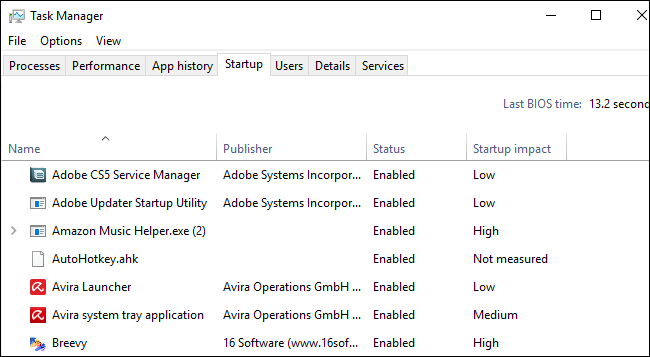 Task Manager
File Options View
Processes Performance App history Startup Users Details Services
Last BIOS time: 13.2 second
Name Publisher Status Startup impact
Adobe CS5 Service Manager Adobe Systems Incorpor... Enabled Low
Adobe Updater Startup Utility Adobe Systems Incorpor... Enabled Low
Amazon Music Helper.exe (2) Enabled High
AutoHotkey.ahk Enabled Not measured
Avira Launcher Avira Operations GmbH ... Enabled Low
Avira system tray application Avira Operations GmbH ... Enabled Medium
Breevy 16 Software (www.16sof... Enabled High